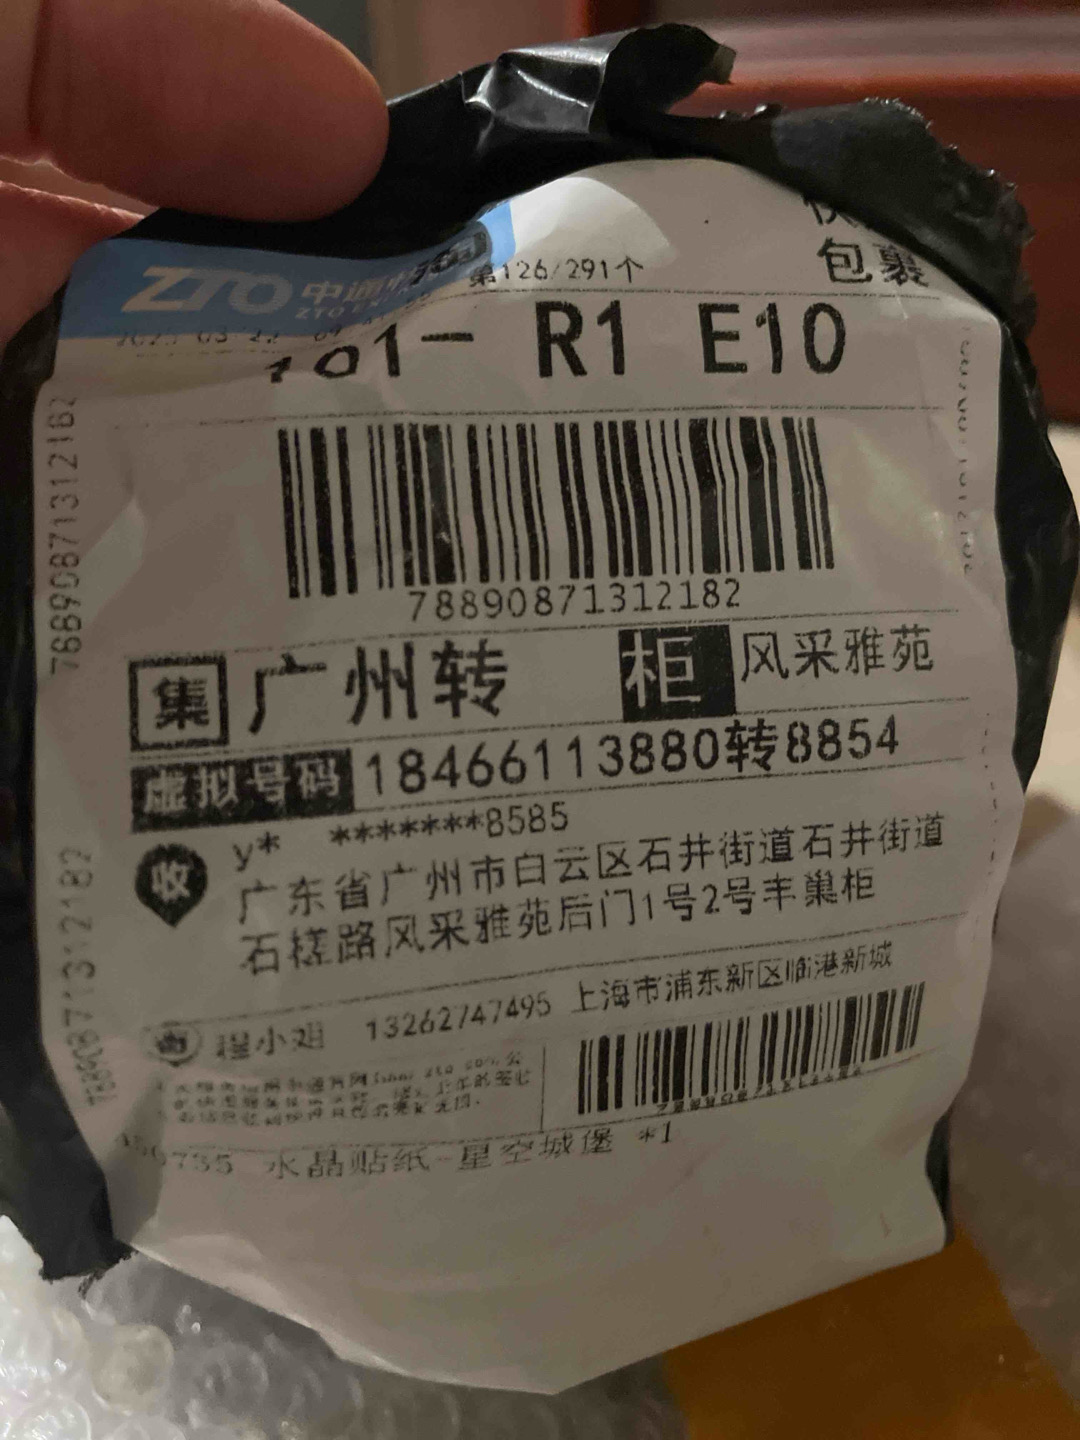 包裹
ZTO 中通快
第126/291个
101- R1 E10
78890871312182
78890871312182
集 广州转 柜 风采雅苑
虚拟号码 18466113880转8854
y* *******8585
收 广东省广州市白云区石井街道石井街道
石槎路风采雅苑后门1号2号丰巢柜
程小姐 13262747495 上海市浦东新区临港新城
78890871312182
水晶贴纸-星空城堡 *1